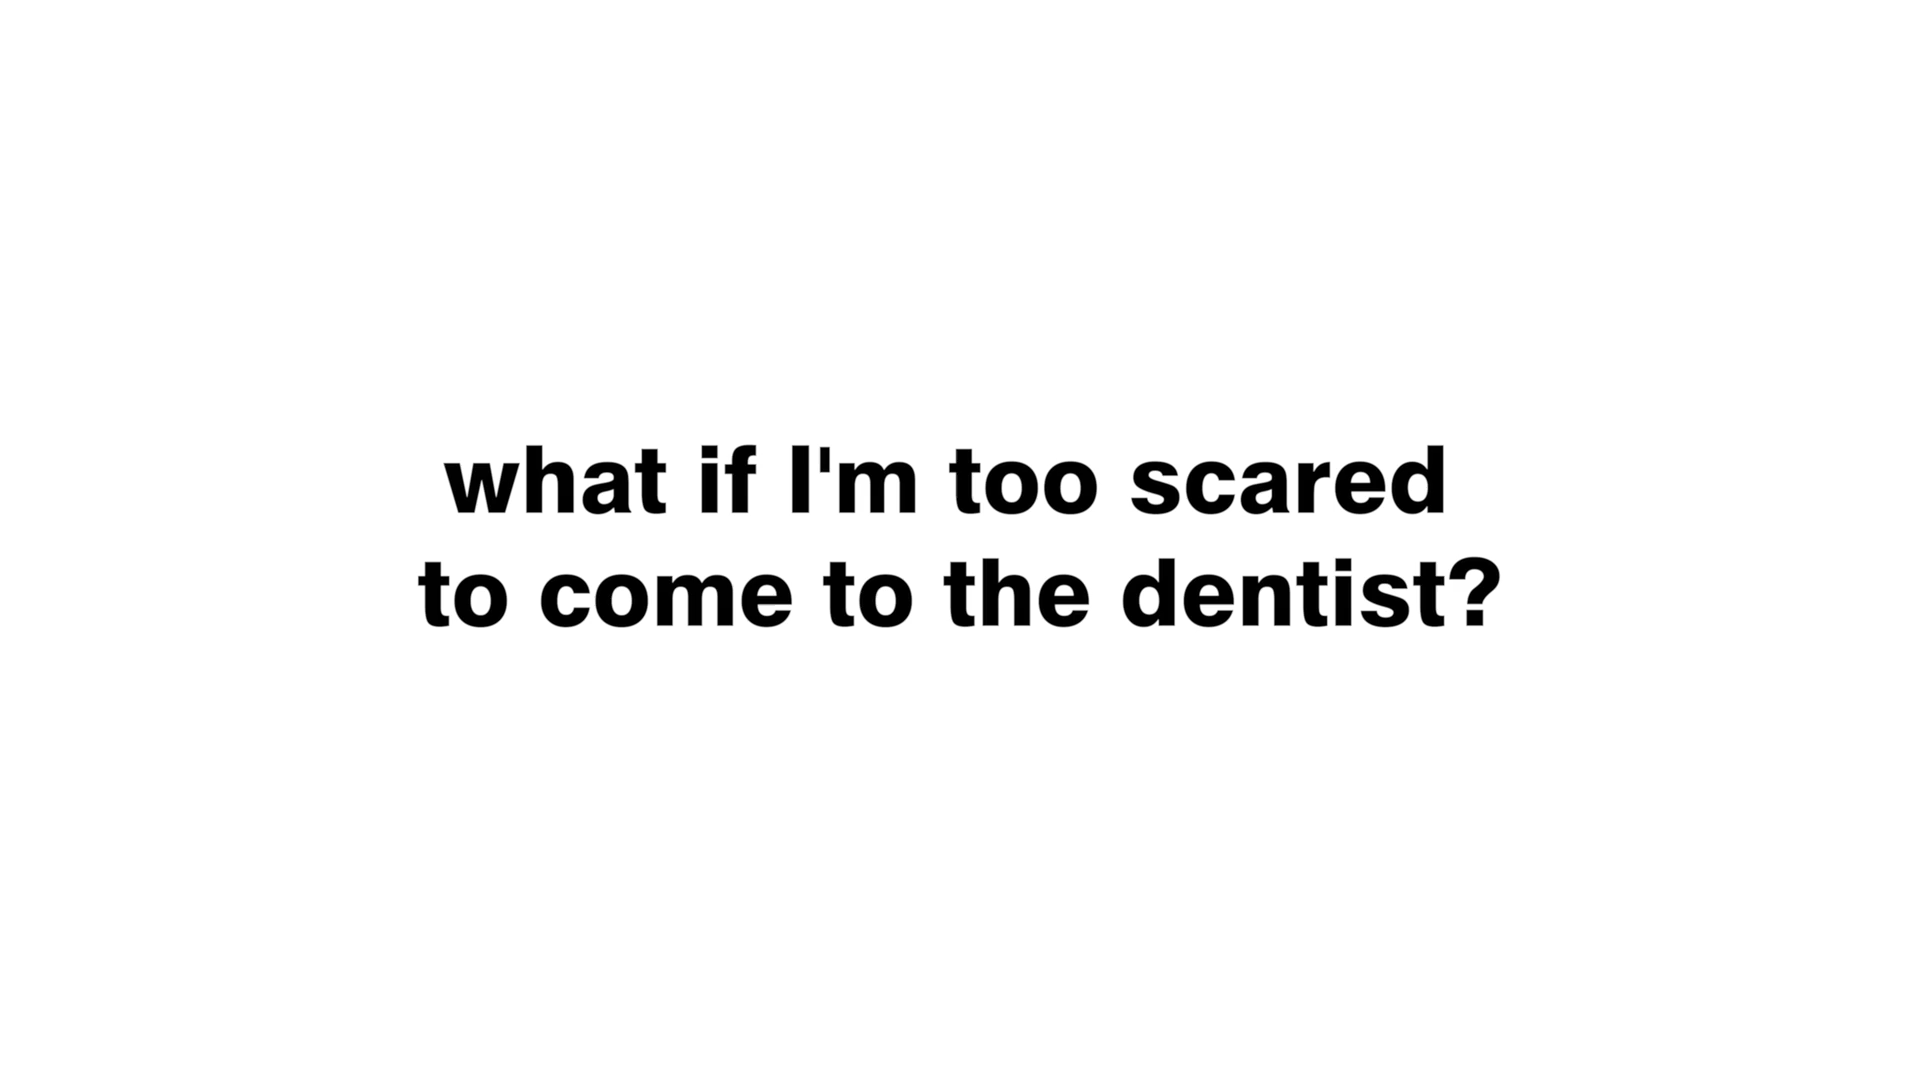 what if I'm too scared
to come to the dentist?